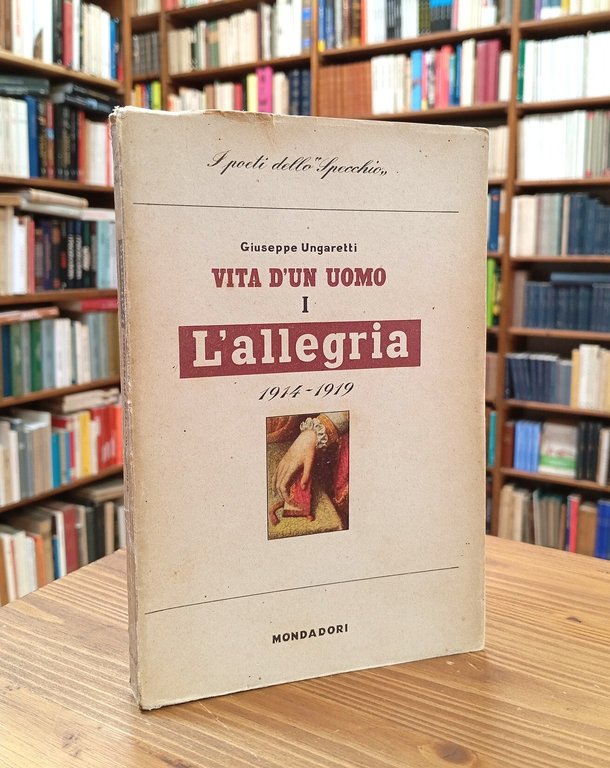 I poeti dello "Specchio„
Giuseppe Ungaretti
VITA D'UN UOMO
I
L'allegria
1914-1919
MONDADORI